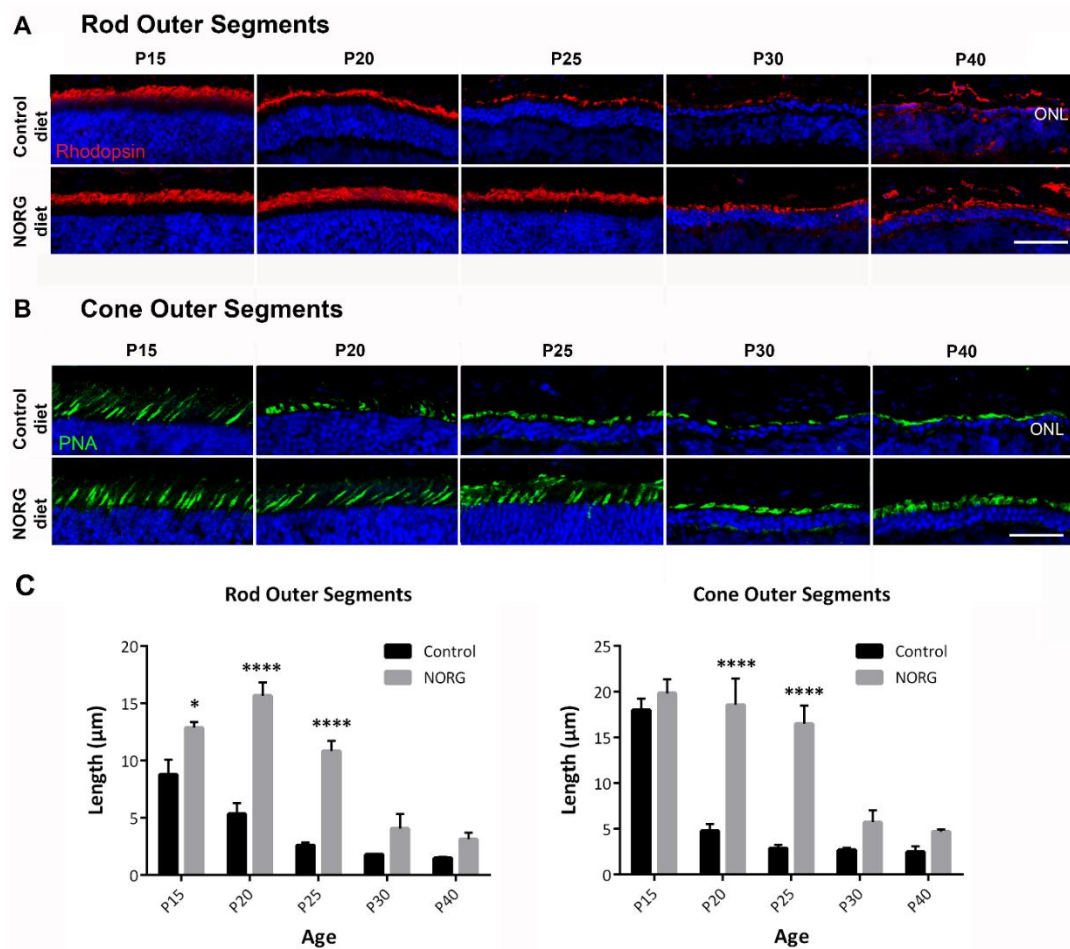 A Rod Outer Segments
P15 P20 P25 P30 P40
Control diet
Rhodopsin
ONL
NORG diet
B Cone Outer Segments
P15 P20 P25 P30 P40
Control diet
PNA
ONL
NORG diet
C
Rod Outer Segments
20
15
10
5
0
Length (µm)
*
****
****
Control
NORG
P15 P20 P25 P30 P40
Age
Cone Outer Segments
25
20
15
10
5
0
Length (µm)
****
****
Control
NORG
P15 P20 P25 P30 P40
Age